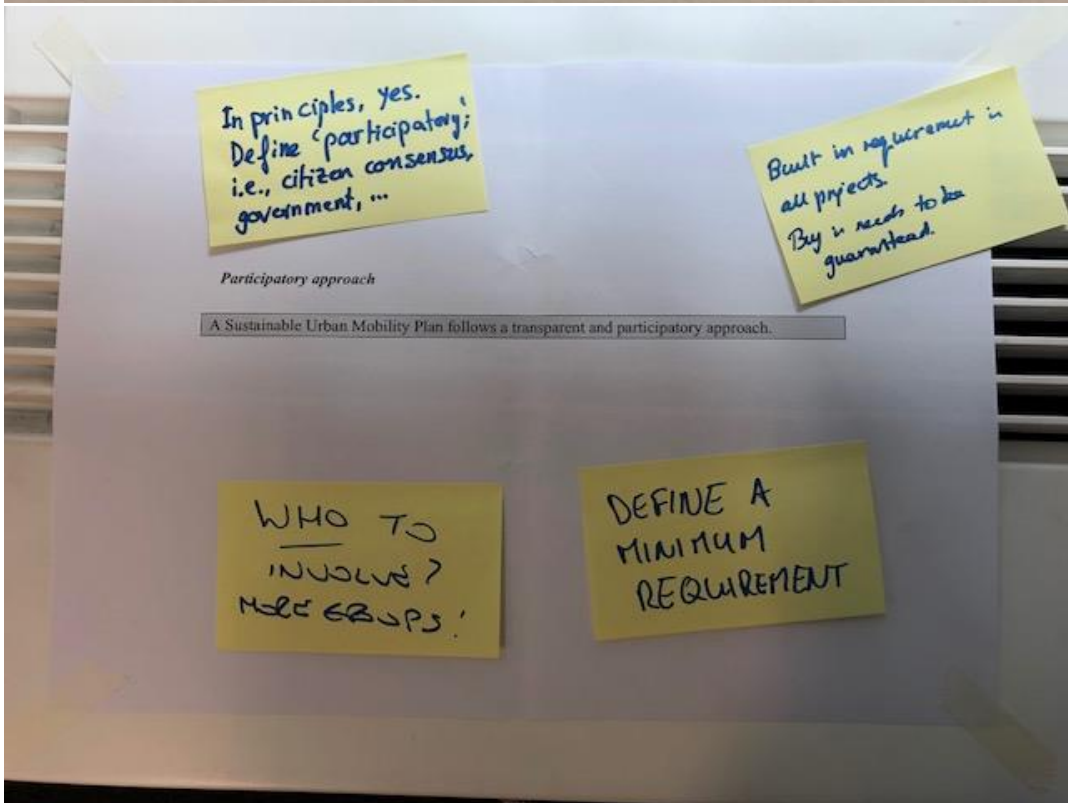 In principles, yes.
Define 'participatory;
i.e., citizen consensus,
government, ...
Built in requirement in
all projects.
Buy in needs to be
guaranteed.
Participatory approach
A Sustainable Urban Mobility Plan follows a transparent and participatory approach.
WHO TO
INVOLVE?
MORE GROUPS!
DEFINE A
MINIMUM
REQUIREMENT